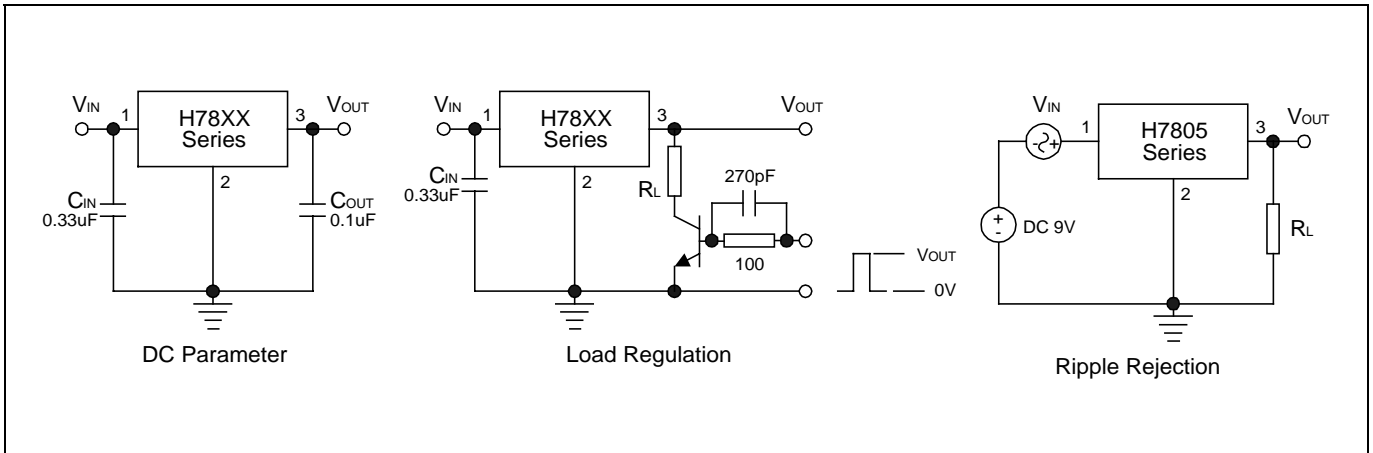 VIN
1
H78XX
Series
3
VOUT
2
CIN
0.33uF
COUT
0.1uF
DC Parameter
VIN
1
H78XX
Series
3
VOUT
2
CIN
0.33uF
RL
270pF
100
VOUT
0V
Load Regulation
VIN
-
+
1
H7805
Series
3
VOUT
2
+
-
DC 9V
RL
Ripple Rejection